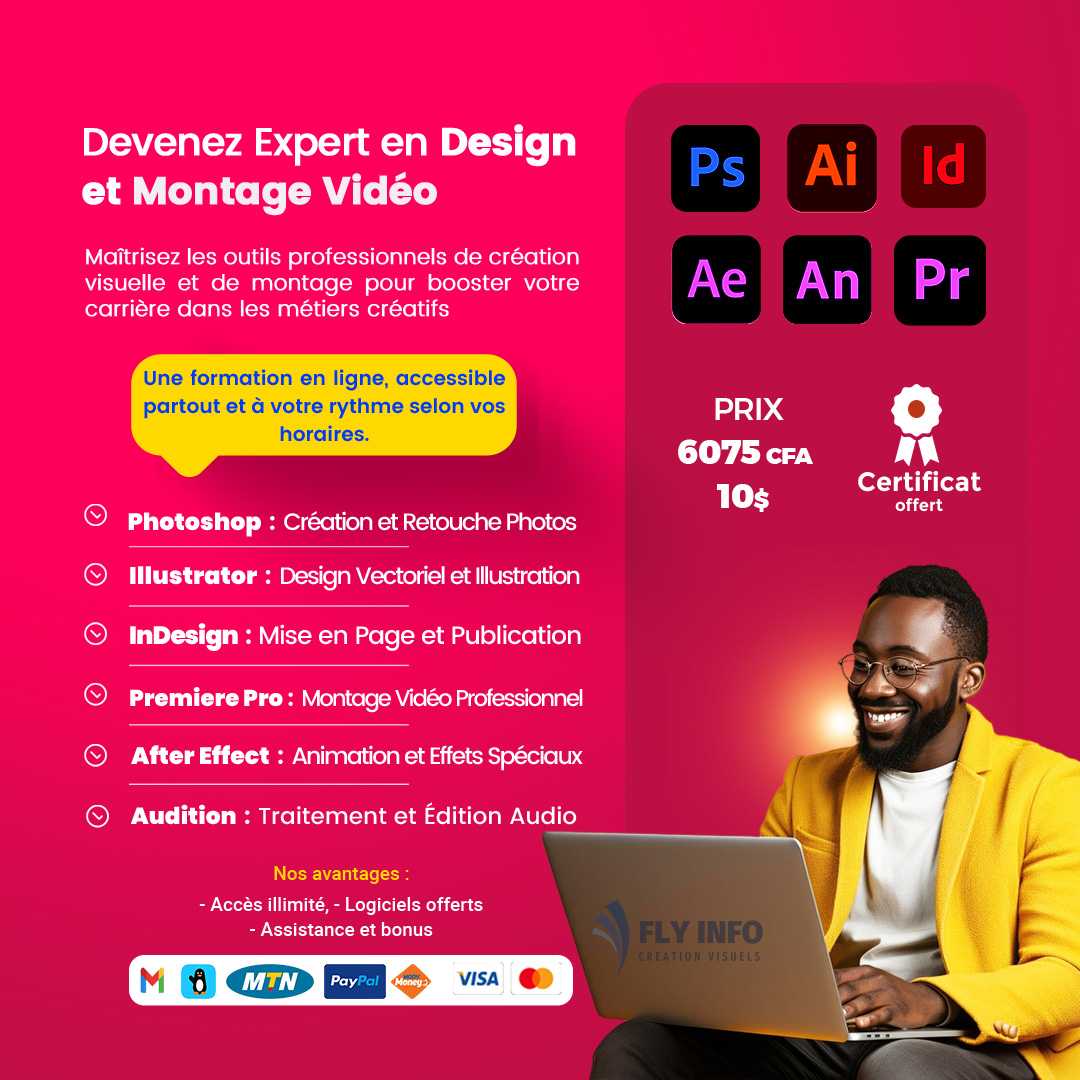 Devenez Expert en Design
et Montage Vidéo
Maîtrisez les outils professionnels de création
visuelle et de montage pour booster votre
carrière dans les métiers créatifs
Une formation en ligne, accessible
partout et à votre rythme selon vos
horaires.
Photoshop : Création et Retouche Photos
Illustrator : Design Vectoriel et Illustration
InDesign : Mise en Page et Publication
Premiere Pro : Montage Vidéo Professionnel
After Effect : Animation et Effets Spéciaux
Audition : Traitement et Édition Audio
Nos avantages :
- Accès illimité, - Logiciels offerts
- Assistance et bonus
MTN PayPal Money VISA
Ps Ai Id
Ae An Pr
PRIX
6075 CFA
10$
Certificat
offert
FLY INFO
CREATION VISUELS